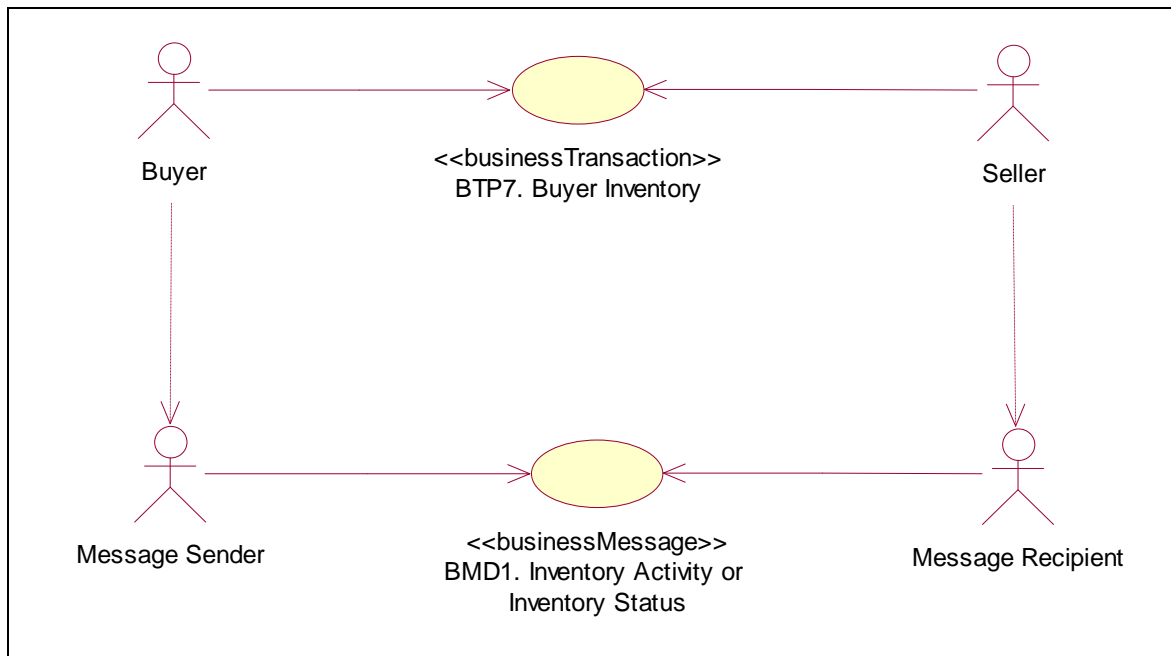 Buyer
<<businessTransaction>>
BTP7. Buyer Inventory
Seller
Message Sender
<<businessMessage>>
BMD1. Inventory Activity or
Inventory Status
Message Recipient